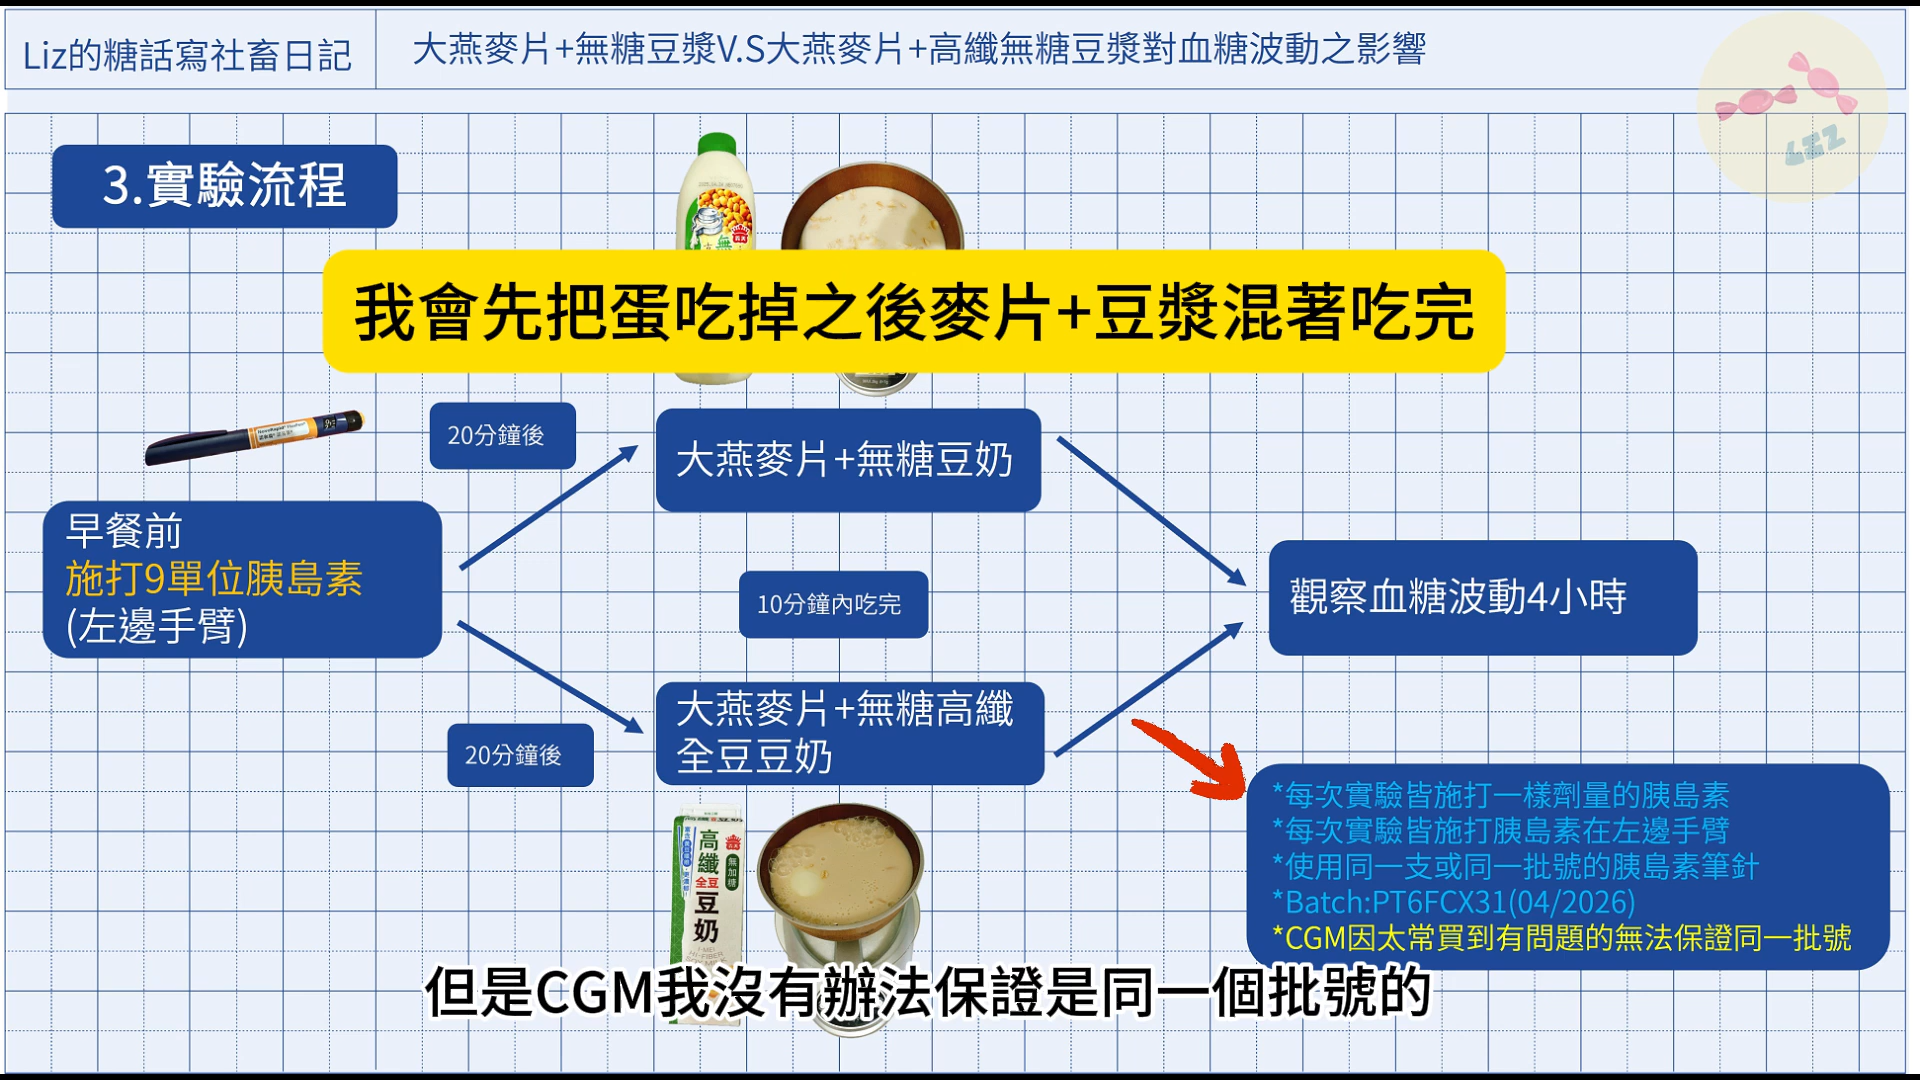 Liz的糖話寫社畜日記
大燕麥片+無糖豆漿V.S大燕麥片+高纖無糖豆漿對血糖波動之影響
LEZ
3.實驗流程
我會先把蛋吃掉之後麥片+豆漿混著吃完
20分鐘後
大燕麥片+無糖豆奶
早餐前
施打9單位胰島素
(左邊手臂)
10分鐘內吃完
觀察血糖波動4小時
20分鐘後
大燕麥片+無糖高纖
全豆豆奶
*每次實驗皆施打一樣劑量的胰島素
*每次實驗皆施打胰島素在左邊手臂
*使用同一支或同一批號的胰島素筆針
*Batch:PT6FCX31(04/2026)
*CGM因太常買到有問題的無法保證同一批號
高纖
全豆
豆奶
無加糖
但是CGM我沒有辦法保證是同一個批號的